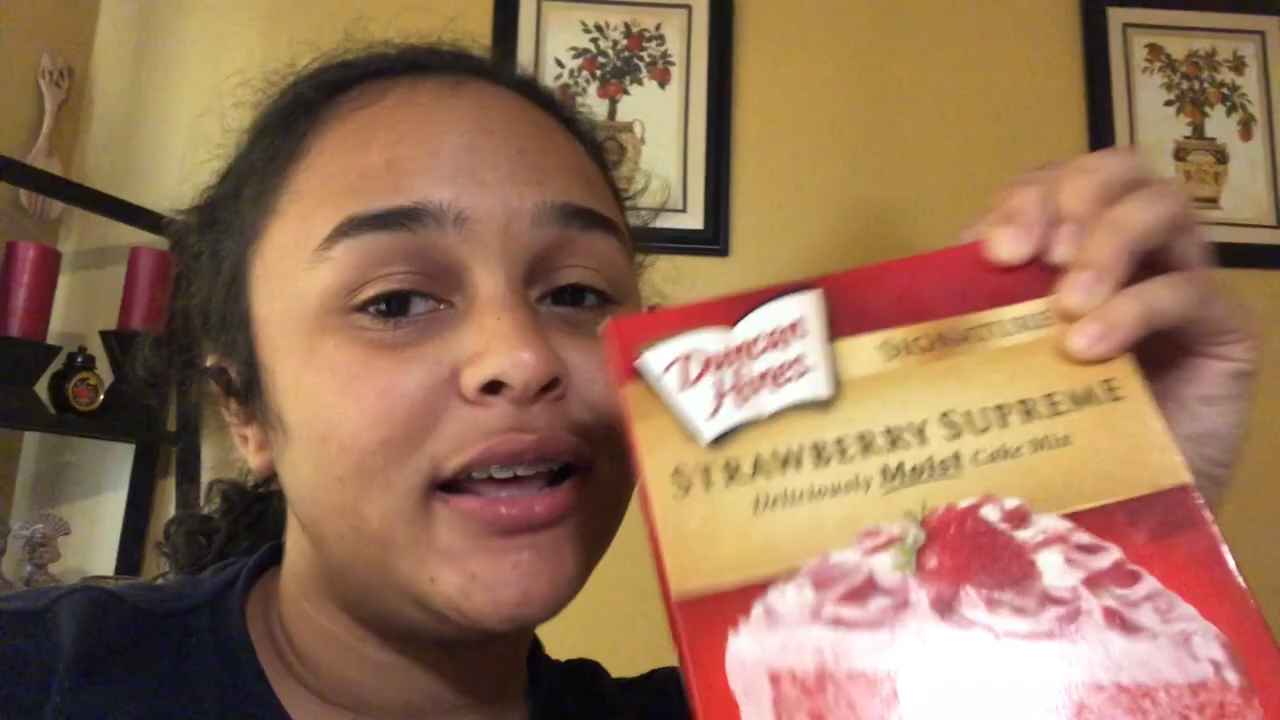 Duncan
Hines
SIGNATURE
STRAWBERRY SUPREME
Deliciously Moist Cake Mix